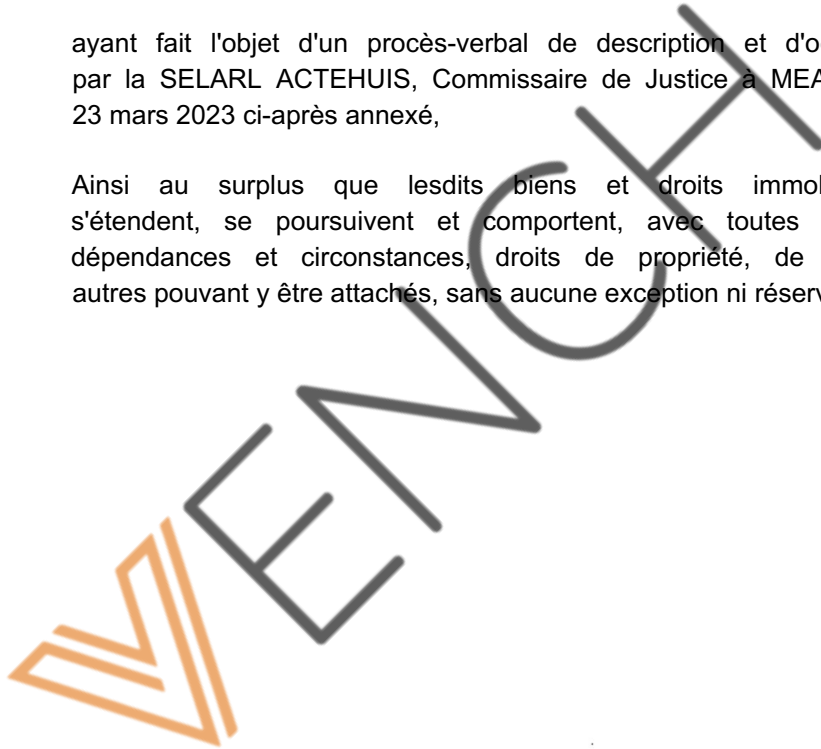 ayant fait l'objet d'un procès-verbal de description et d'o
par la SELARL ACTEHUIS, Commissaire de Justice à MEA
23 mars 2023 ci-après annexé,
Ainsi au surplus que lesdits biens et droits immo
s'étendent, se poursuivent et comportent, avec toutes
dépendances et circonstances, droits de propriété, de
autres pouvant y être attachés, sans aucune exception ni réserv
VENCH